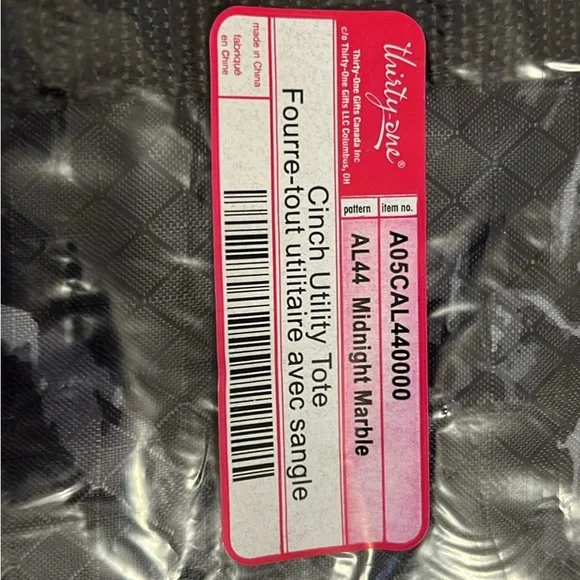 thirty-one®
Thirty-One Gifts Canada Inc
c/o Thirty-One Gifts LLC Columbus, OH
item no. A05CAL440000
pattern AL44 Midnight Marble
Cinch Utility Tote
Fourre-tout utilitaire avec sangle
made in China
fabriqué
en Chine